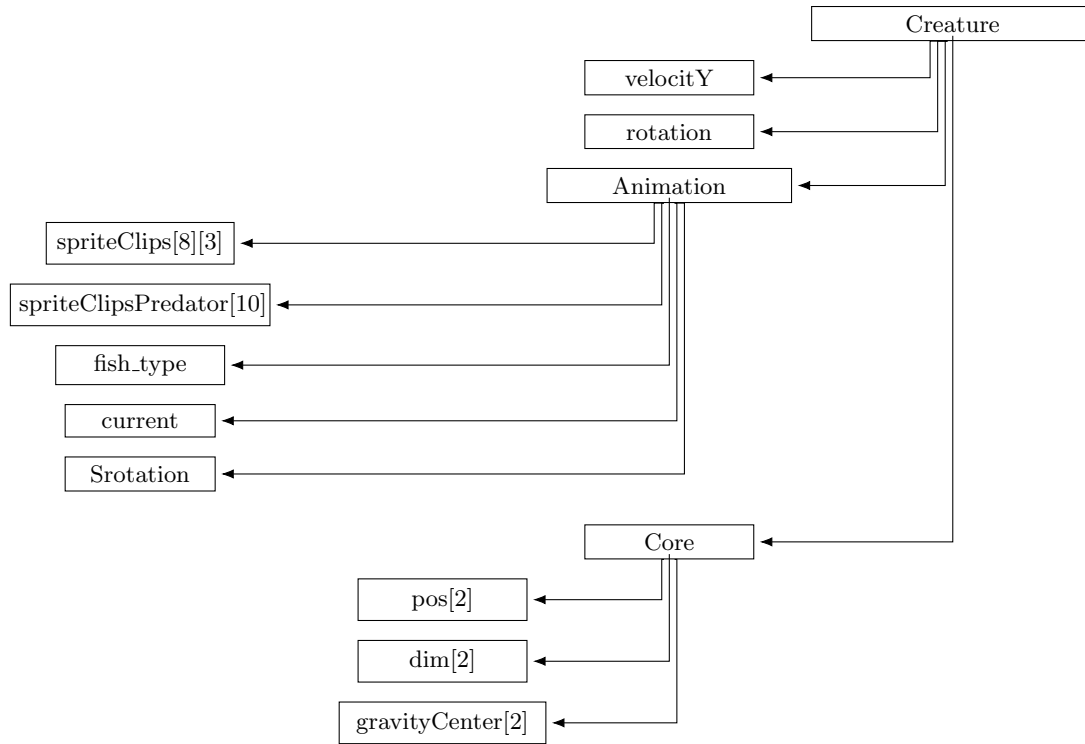 Creature
velocitY
rotation
Animation
spriteClips[8][3]
spriteClipsPredator[10]
fish_type
current
Srotation
Core
pos[2]
dim[2]
gravityCenter[2]